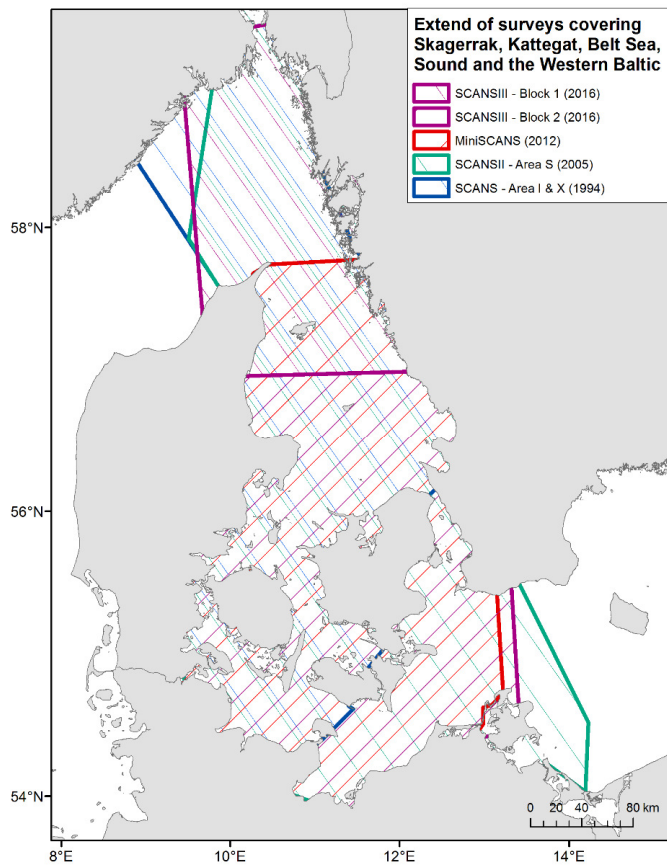 Extend of surveys covering
Skagerrak, Kattegat, Belt Sea,
Sound and the Western Baltic
SCANSIII - Block 1 (2016)
SCANSIII - Block 2 (2016)
MiniSCANS (2012)
SCANSII - Area S (2005)
SCANS - Area I & X (1994)
58°N
56°N
54°N
0 20 40 80 km
8°E 10°E 12°E 14°E